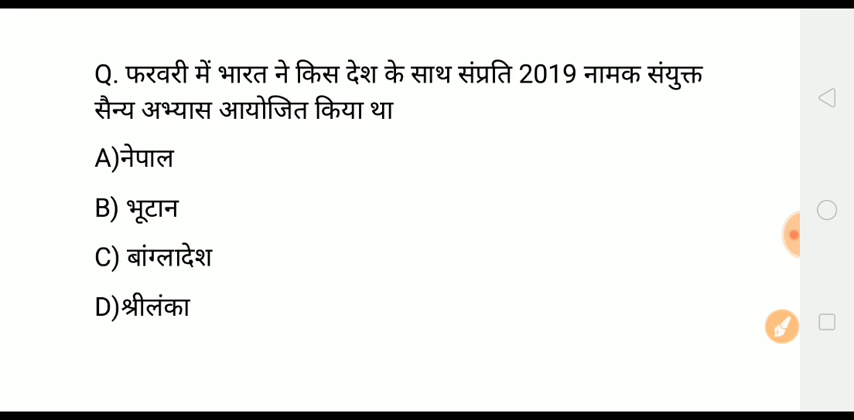 Q. फरवरी में भारत ने किस देश के साथ संप्रति 2019 नामक संयुक्त
सैन्य अभ्यास आयोजित किया था
A)नेपाल
B) भूटान
C) बांग्लादेश
D)श्रीलंका